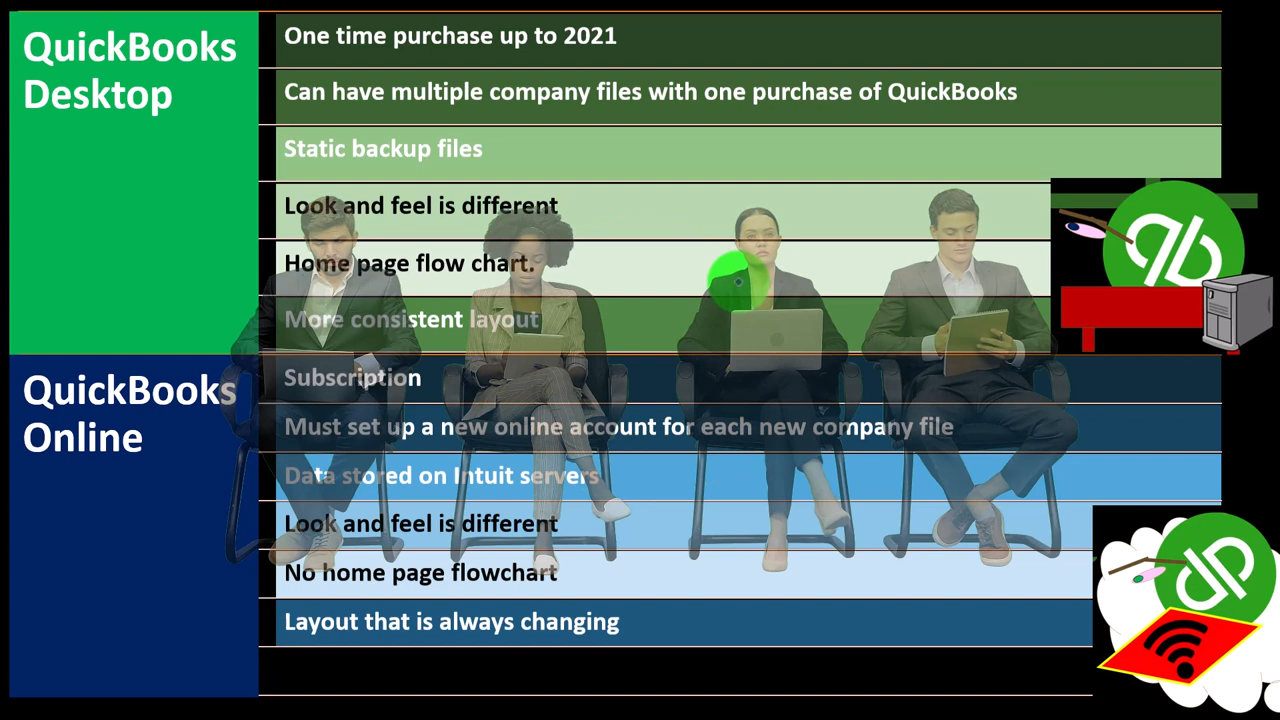 QuickBooks
Desktop
One time purchase up to 2021
Can have multiple company files with one purchase of QuickBooks
Static backup files
Look and feel is different
Home page flow chart.
More consistent layout
QuickBooks
Online
Subscription
Must set up a new online account for each new company file
Data stored on Intuit servers
Look and feel is different
No home page flowchart
Layout that is always changing
qb
qb